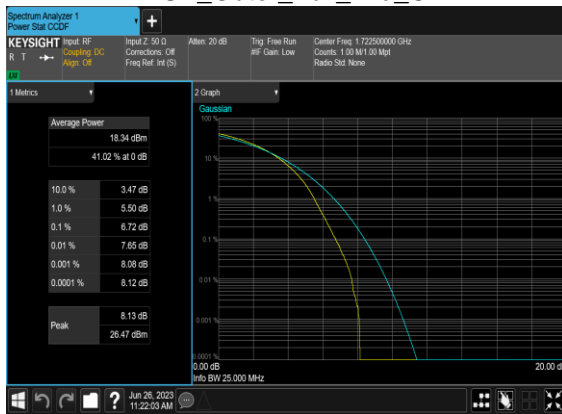 Spectrum Analyzer 1
Power Stat CCDF
KEYSIGHT
R T
Input: RF
Coupling: DC
Align: Off
Input Z: 50 Ω
Corrections: Off
Freq Ref: Int (S)
Atten: 20 dB
Trig: Free Run
#IF Gain: Low
Center Freq: 1.722500000 GHz
Counts: 1.00 M/1.00 Mpt
Radio Std: None
1 Metrics
Average Power
18.34 dBm
41.02 % at 0 dB
10.0 % 3.47 dB
1.0 % 5.50 dB
0.1 % 6.72 dB
0.01 % 7.65 dB
0.001 % 8.08 dB
0.0001 % 8.12 dB
Peak
8.13 dB
26.47 dBm
2 Graph
Gaussian
100 %
10 %
1 %
0.1 %
0.01 %
0.001 %
0.0001 %
0.00 dB
20.00 d
Info BW 25.000 MHz
?
Jun 26, 2023
11:22:03 AM